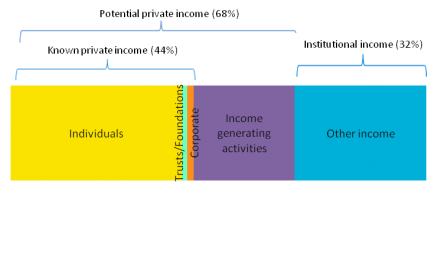 Potential private income (68%)
Known private income (44%)
Institutional income (32%)
Individuals
Trusts/Foundations
Corporate
Income
generating
activities
Other income